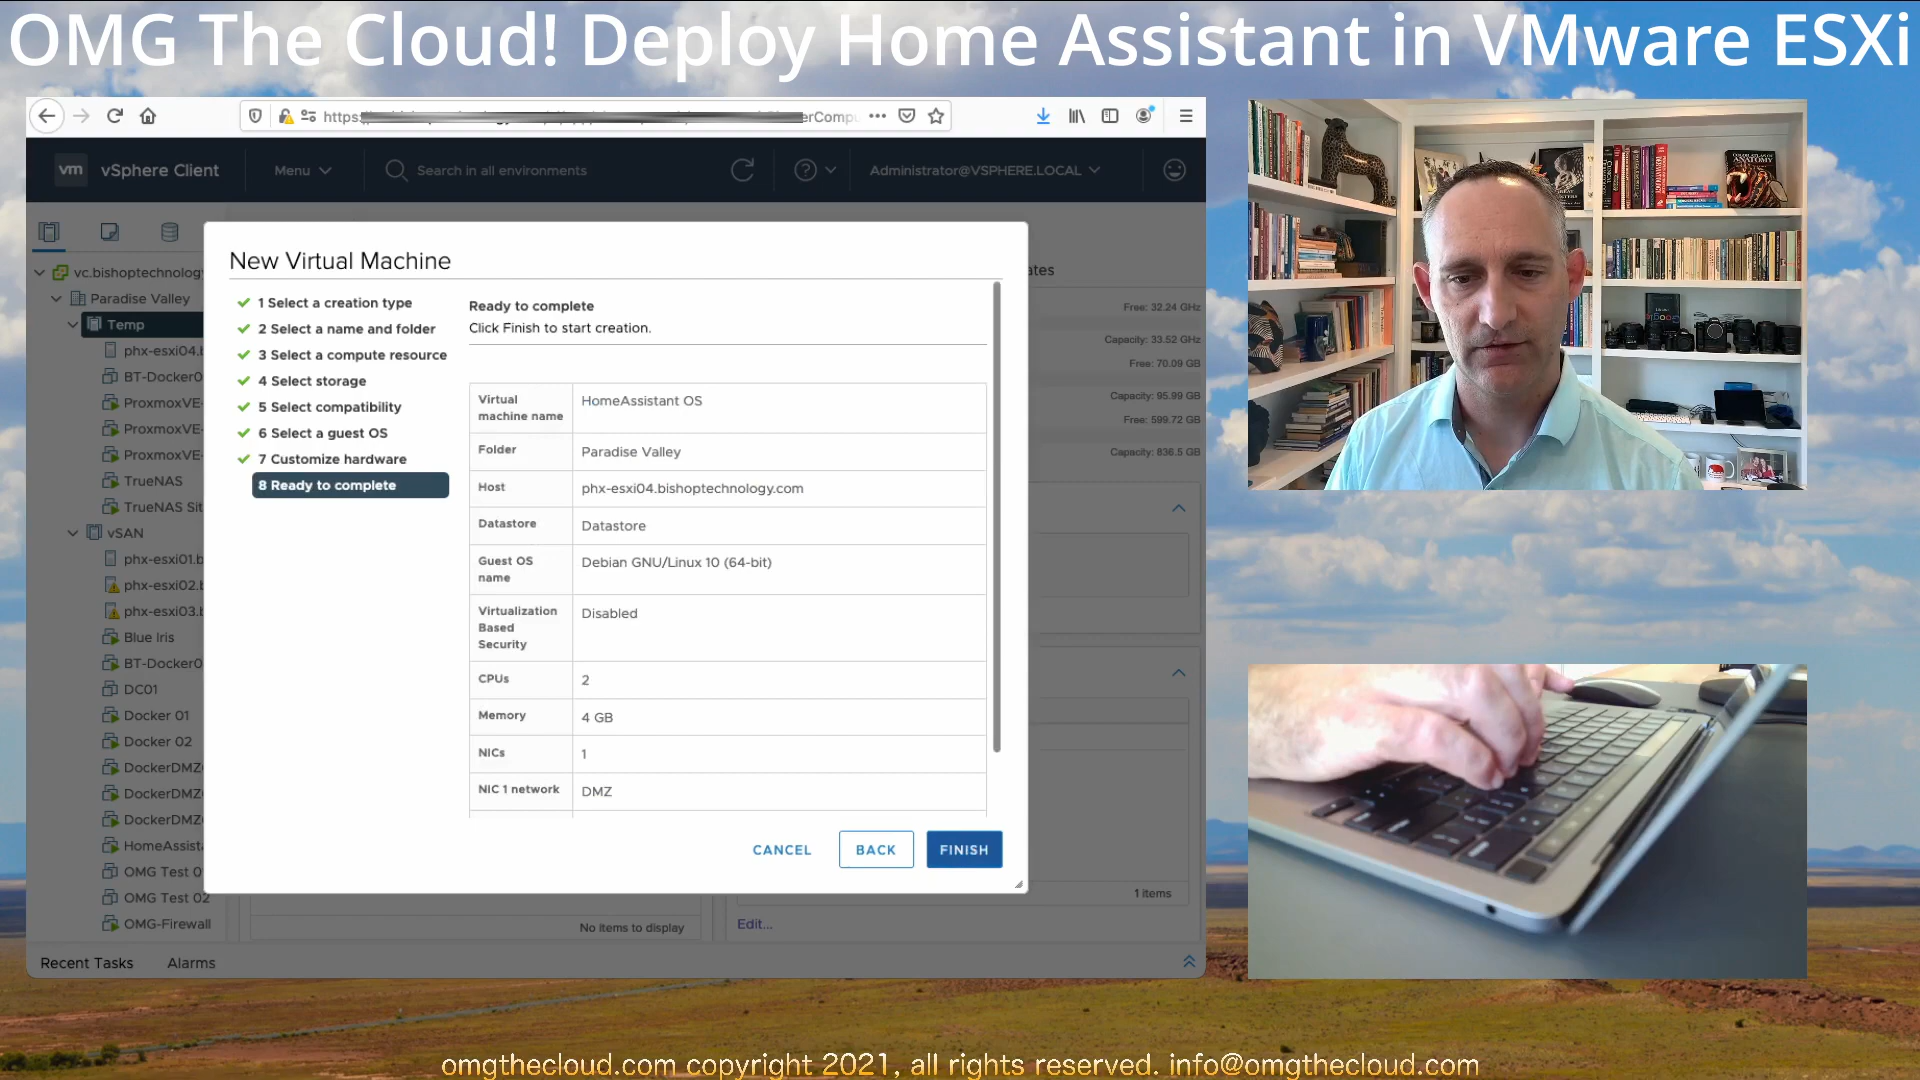 OMG The Cloud! Deploy Home Assistant in VMware ESXi
https:
erCompu
vm vSphere Client
Menu
Search in all environments
Administrator@VSPHERE.LOCAL
vc.bishoptechnology
Paradise Valley
Temp
phx-esxi04.b
BT-Docker0
ProxmoxVE-
ProxmoxVE-
ProxmoxVE-
TrueNAS
TrueNAS Sit
vSAN
phx-esxi01.b
phx-esxi02.b
phx-esxi03.b
Blue Iris
BT-Docker0
DC01
Docker 01
Docker 02
DockerDMZ
DockerDMZ
DockerDMZ
HomeAssista
OMG Test 0
OMG Test 02
OMG-Firewall
New Virtual Machine
1 Select a creation type
2 Select a name and folder
3 Select a compute resource
4 Select storage
5 Select compatibility
6 Select a guest OS
7 Customize hardware
8 Ready to complete
Ready to complete
Click Finish to start creation.
Virtual machine name HomeAssistant OS
Folder Paradise Valley
Host phx-esxi04.bishoptechnology.com
Datastore Datastore
Guest OS name Debian GNU/Linux 10 (64-bit)
Virtualization Based Security Disabled
CPUs 2
Memory 4 GB
NICs 1
NIC 1 network DMZ
CANCEL BACK FINISH
ates
Free: 32.24 GHz
Capacity: 33.52 GHz
Free: 70.09 GB
Capacity: 95.99 GB
Free: 599.72 GB
Capacity: 836.5 GB
1 items
No items to display
Edit...
Recent Tasks Alarms
ANATOMY
omgthecloud.com copyright 2021, all rights reserved. info@omgthecloud.com